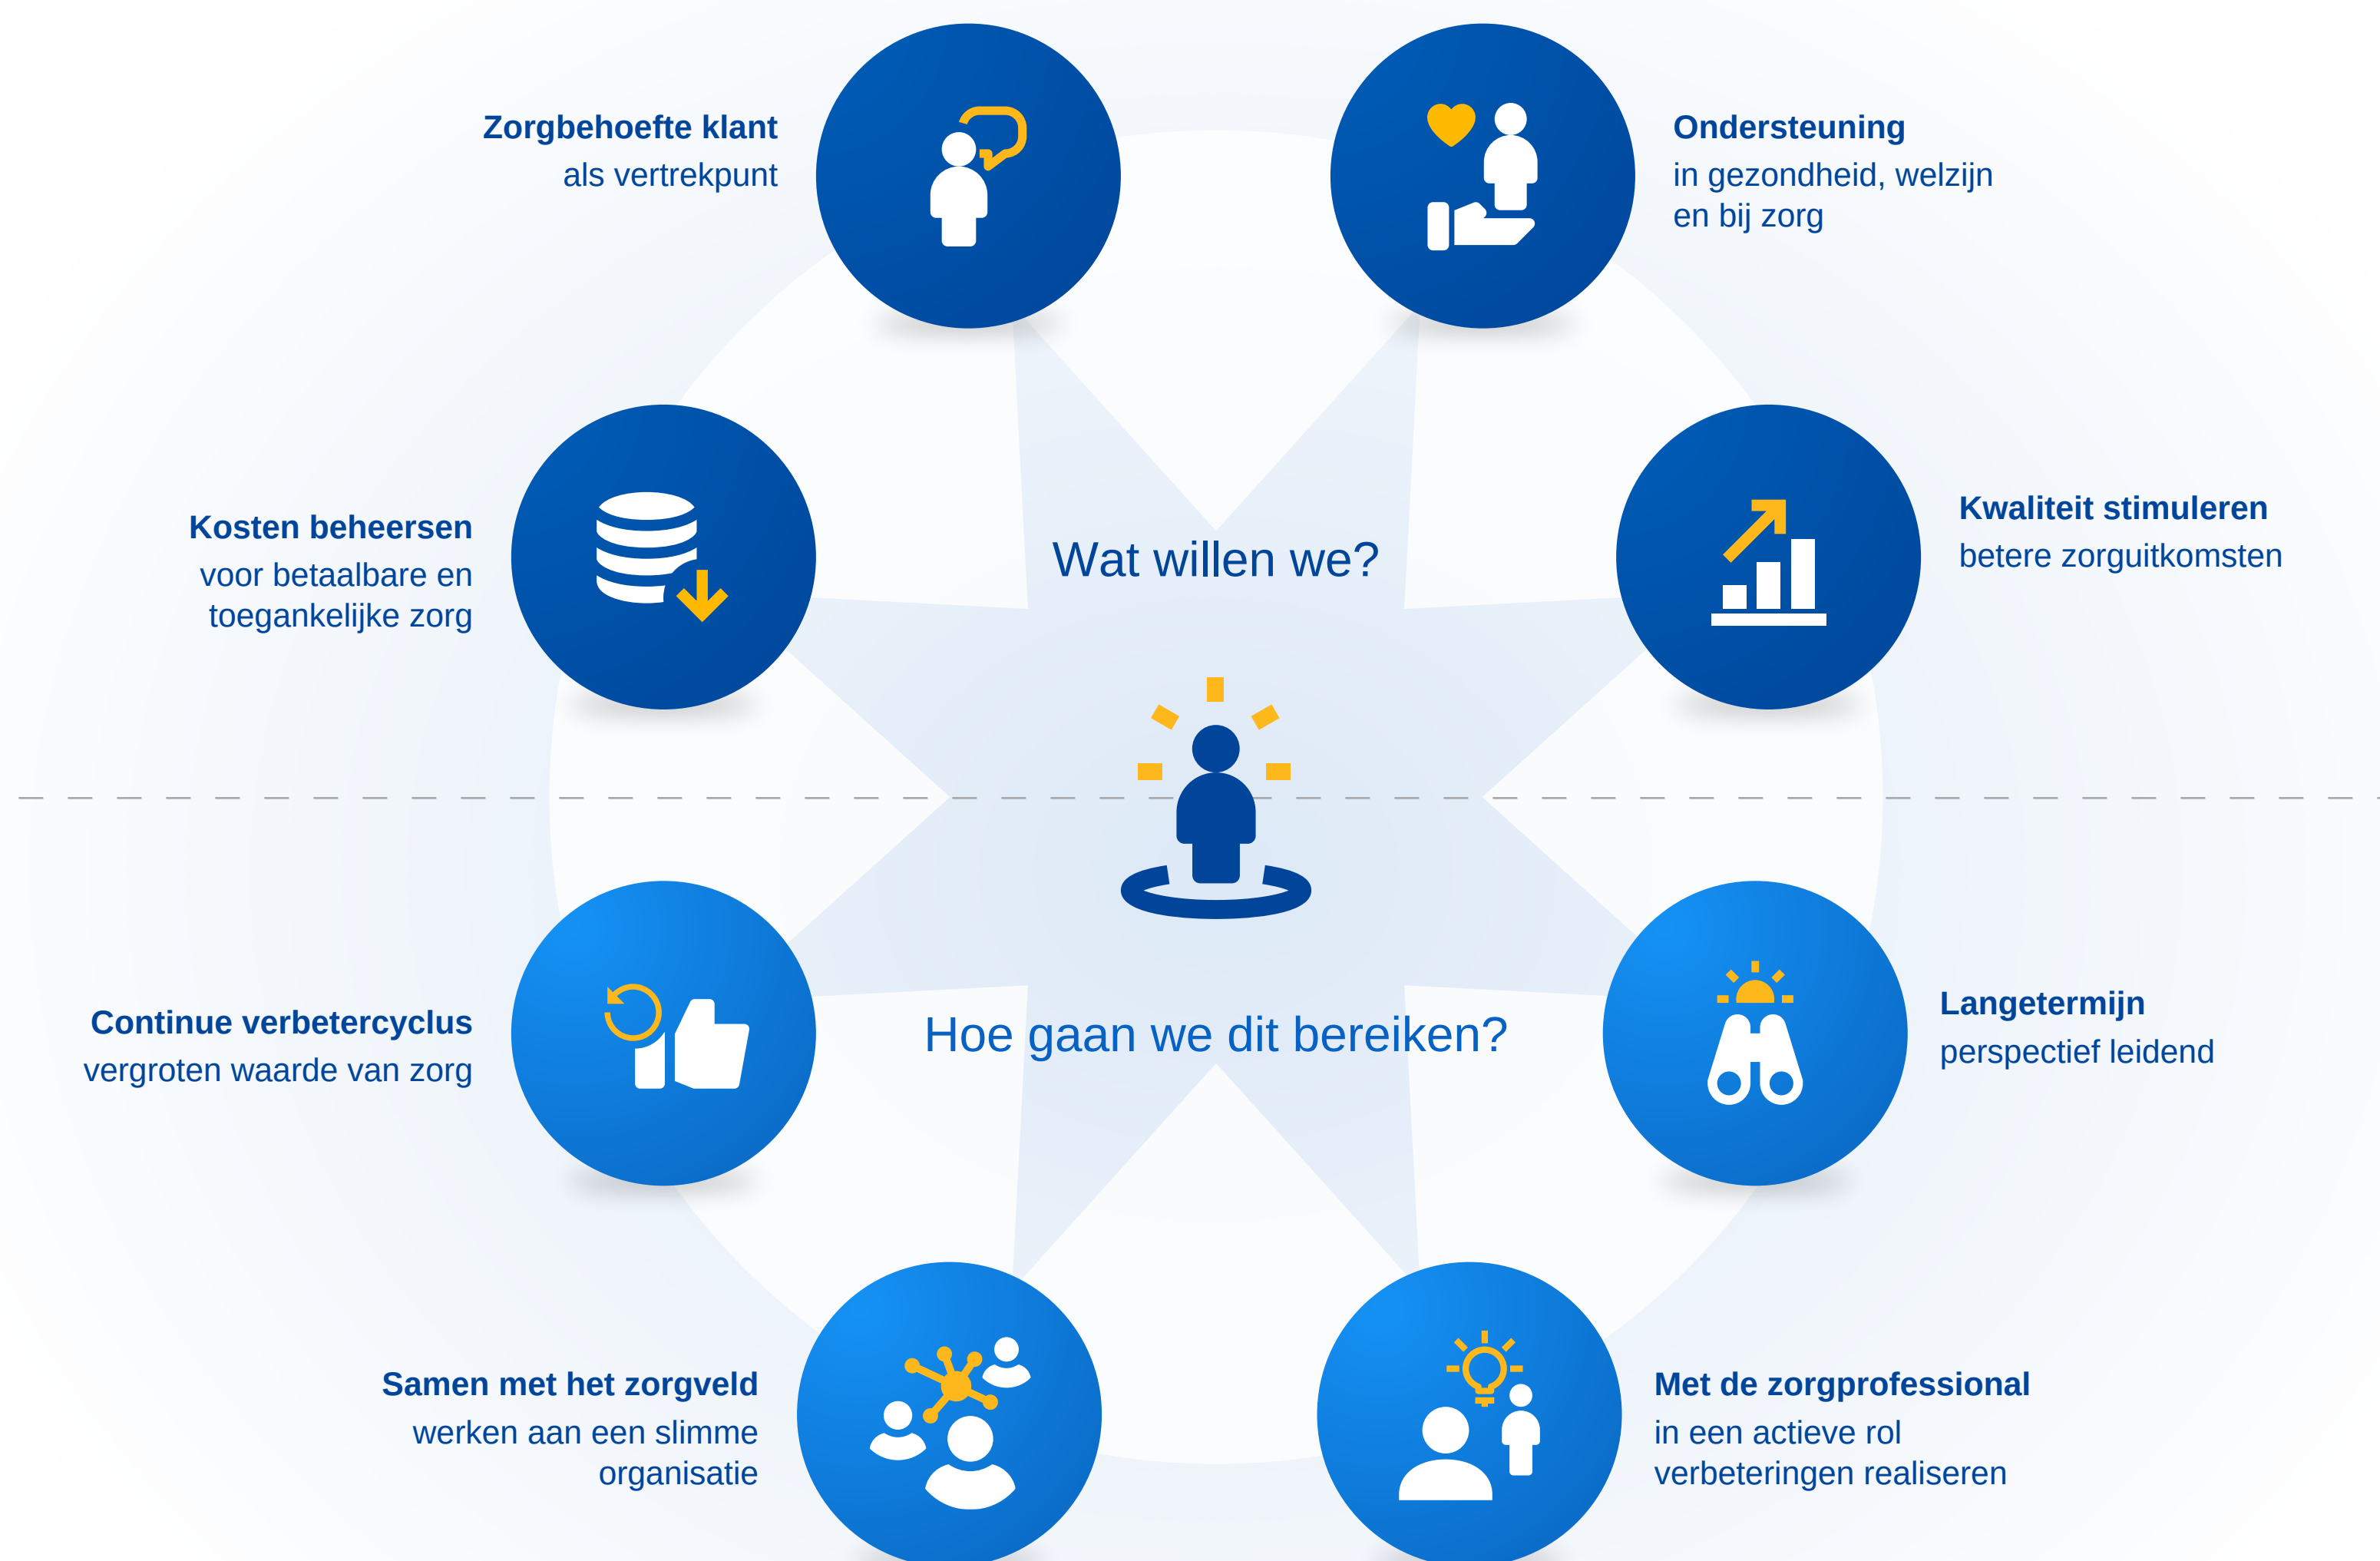 Zorgbehoefte klant
als vertrekpunt
Ondersteuning
in gezondheid, welzijn
en bij zorg
Kosten beheersen
voor betaalbare en
toegankelijke zorg
Wat willen we?
Kwaliteit stimuleren
betere zorguitkomsten
Continue verbetercyclus
vergroten waarde van zorg
Hoe gaan we dit bereiken?
Langetermijn
perspectief leidend
Samen met het zorgveld
werken aan een slimme
organisatie
Met de zorgprofessional
in een actieve rol
verbeteringen realiseren